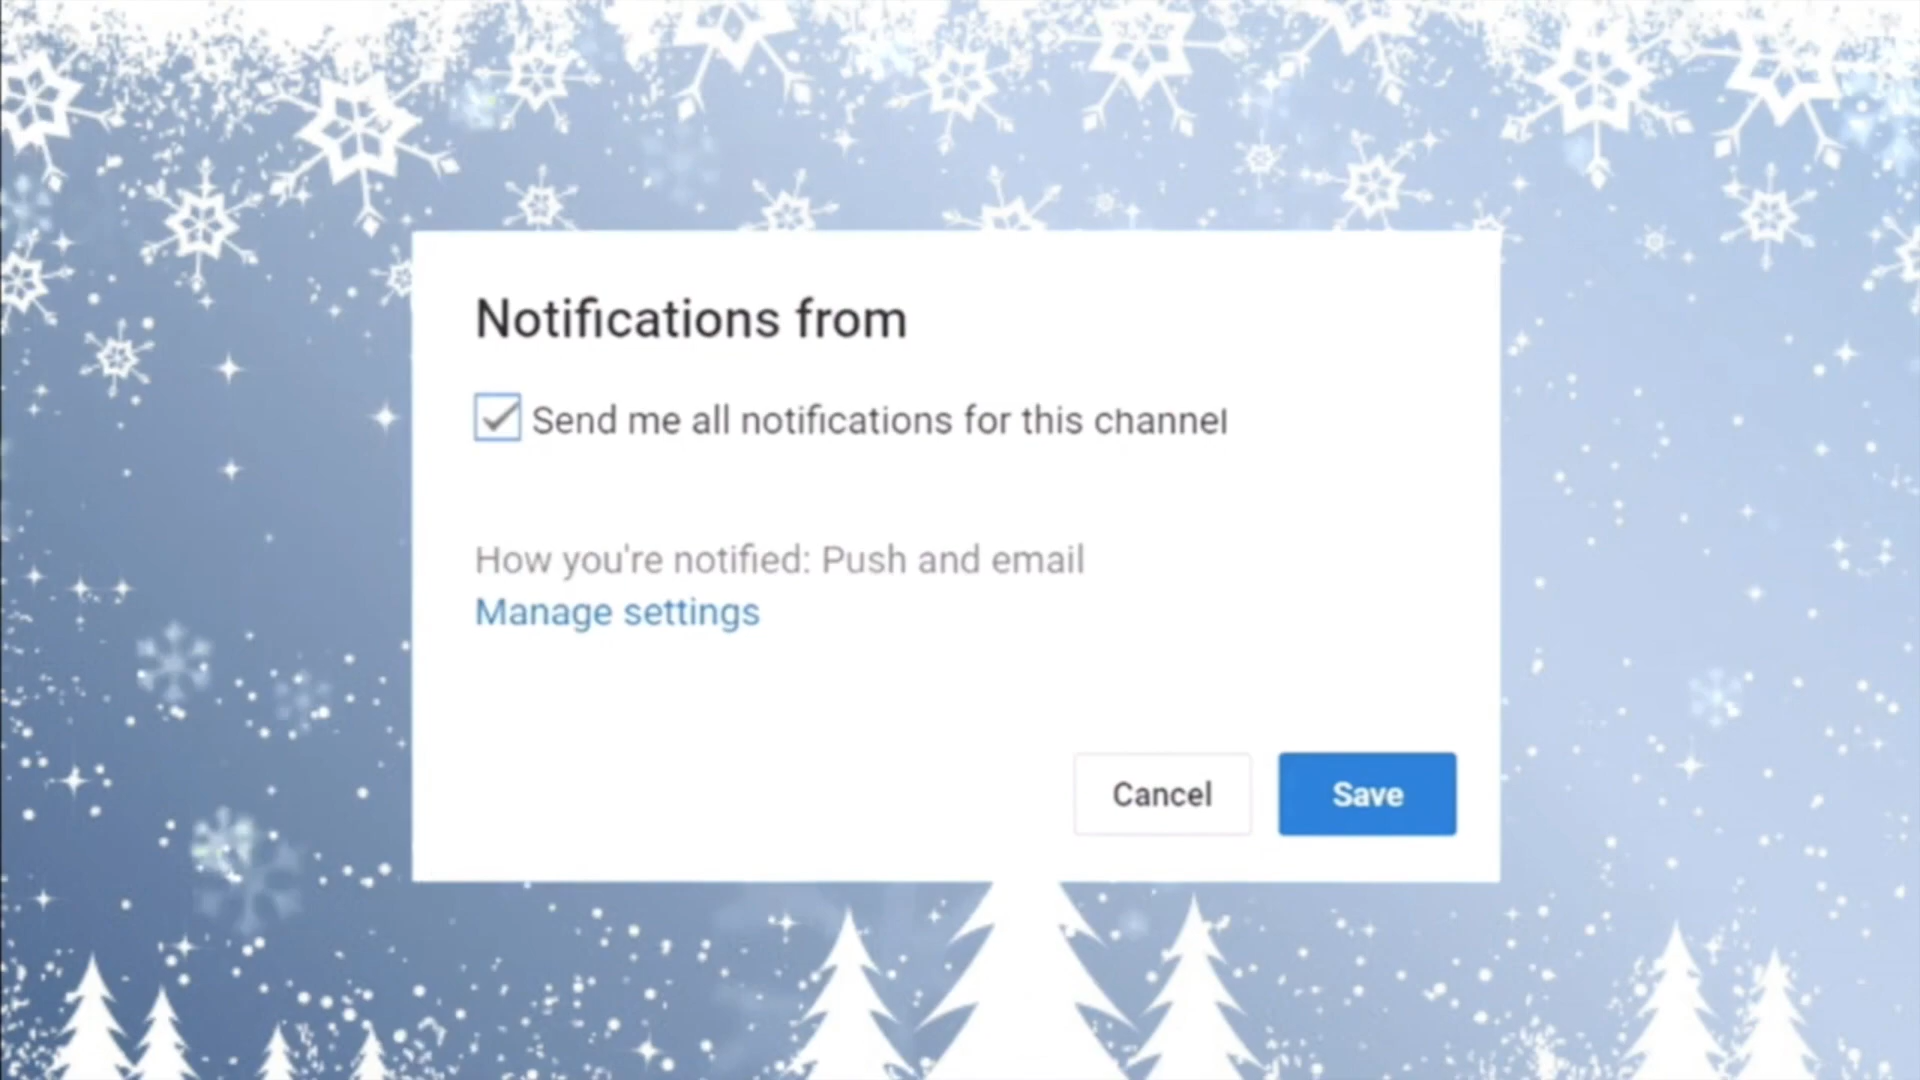 Notifications from
Send me all notifications for this channel
How you're notified: Push and email
Manage settings
Cancel
Save